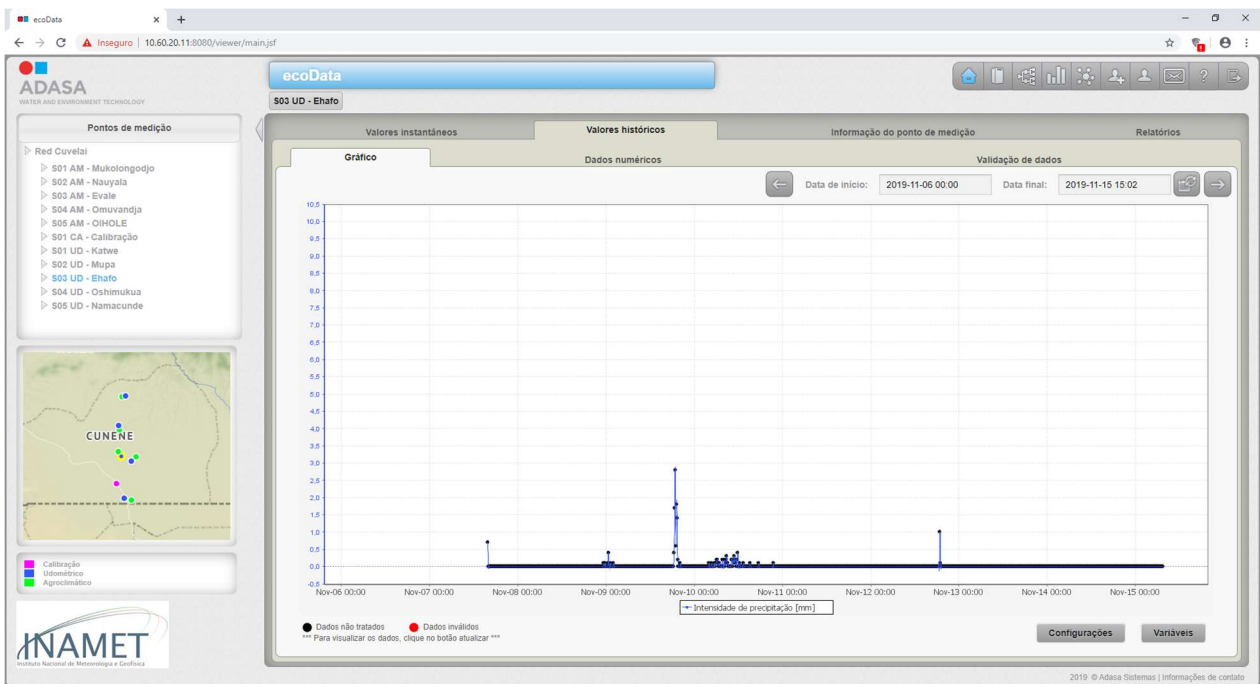 ecoData
Inseguro | 10.60.20.11:8080/viewer/main.jsf
ADASA
WATER AND ENVIRONMENT TECHNOLOGY
ecoData
S03 UD - Ehafo
Pontos de medição
Red Cuvelai
S01 AM - Mukolongodjo
S02 AM - Nauyala
S03 AM - Evale
S04 AM - Omuvandja
S05 AM - OIHOLE
S01 CA - Calibração
S01 UD - Katwe
S02 UD - Mupa
S03 UD - Ehafo
S04 UD - Oshimukua
S05 UD - Namacunde
CUNENE
Calibração
Udométrico
Agroclimático
INAMET
Instituto Nacional de Meteorologia e Geofísica
Valores instantâneos Valores históricos Informação do ponto de medição Relatórios
Gráfico Dados numéricos Validação de dados
Data de início: 2019-11-06 00:00 Data final: 2019-11-15 15:02
10,5
10,0
9,5
9,0
8,5
8,0
7,5
7,0
6,5
6,0
5,5
5,0
4,5
4,0
3,5
3,0
2,5
2,0
1,5
1,0
0,5
0,0
-0,5
Nov-06 00:00 Nov-07 00:00 Nov-08 00:00 Nov-09 00:00 Nov-10 00:00 Nov-11 00:00 Nov-12 00:00 Nov-13 00:00 Nov-14 00:00 Nov-15 00:00
Intensidade de precipitação [mm]
Dados não tratados Dados inválidos
*** Para visualizar os dados, clique no botão atualizar ***
Configurações Variáveis
2019 © Adasa Sistemas | Informações de contato